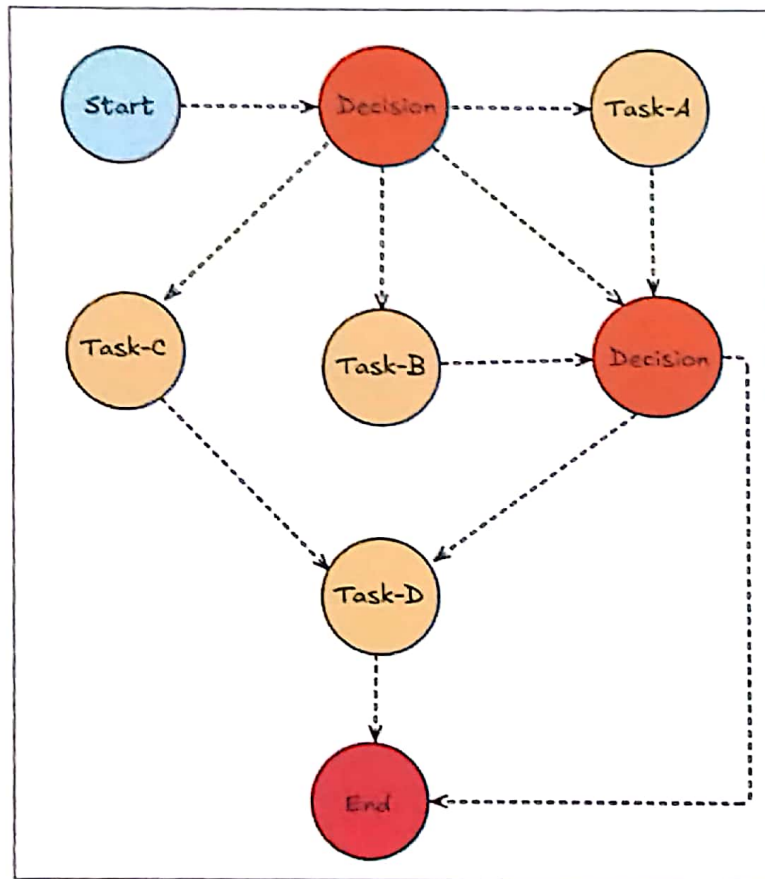 Start
Decision
Task-A
Task-C
Task-B
Decision
Task-D
End